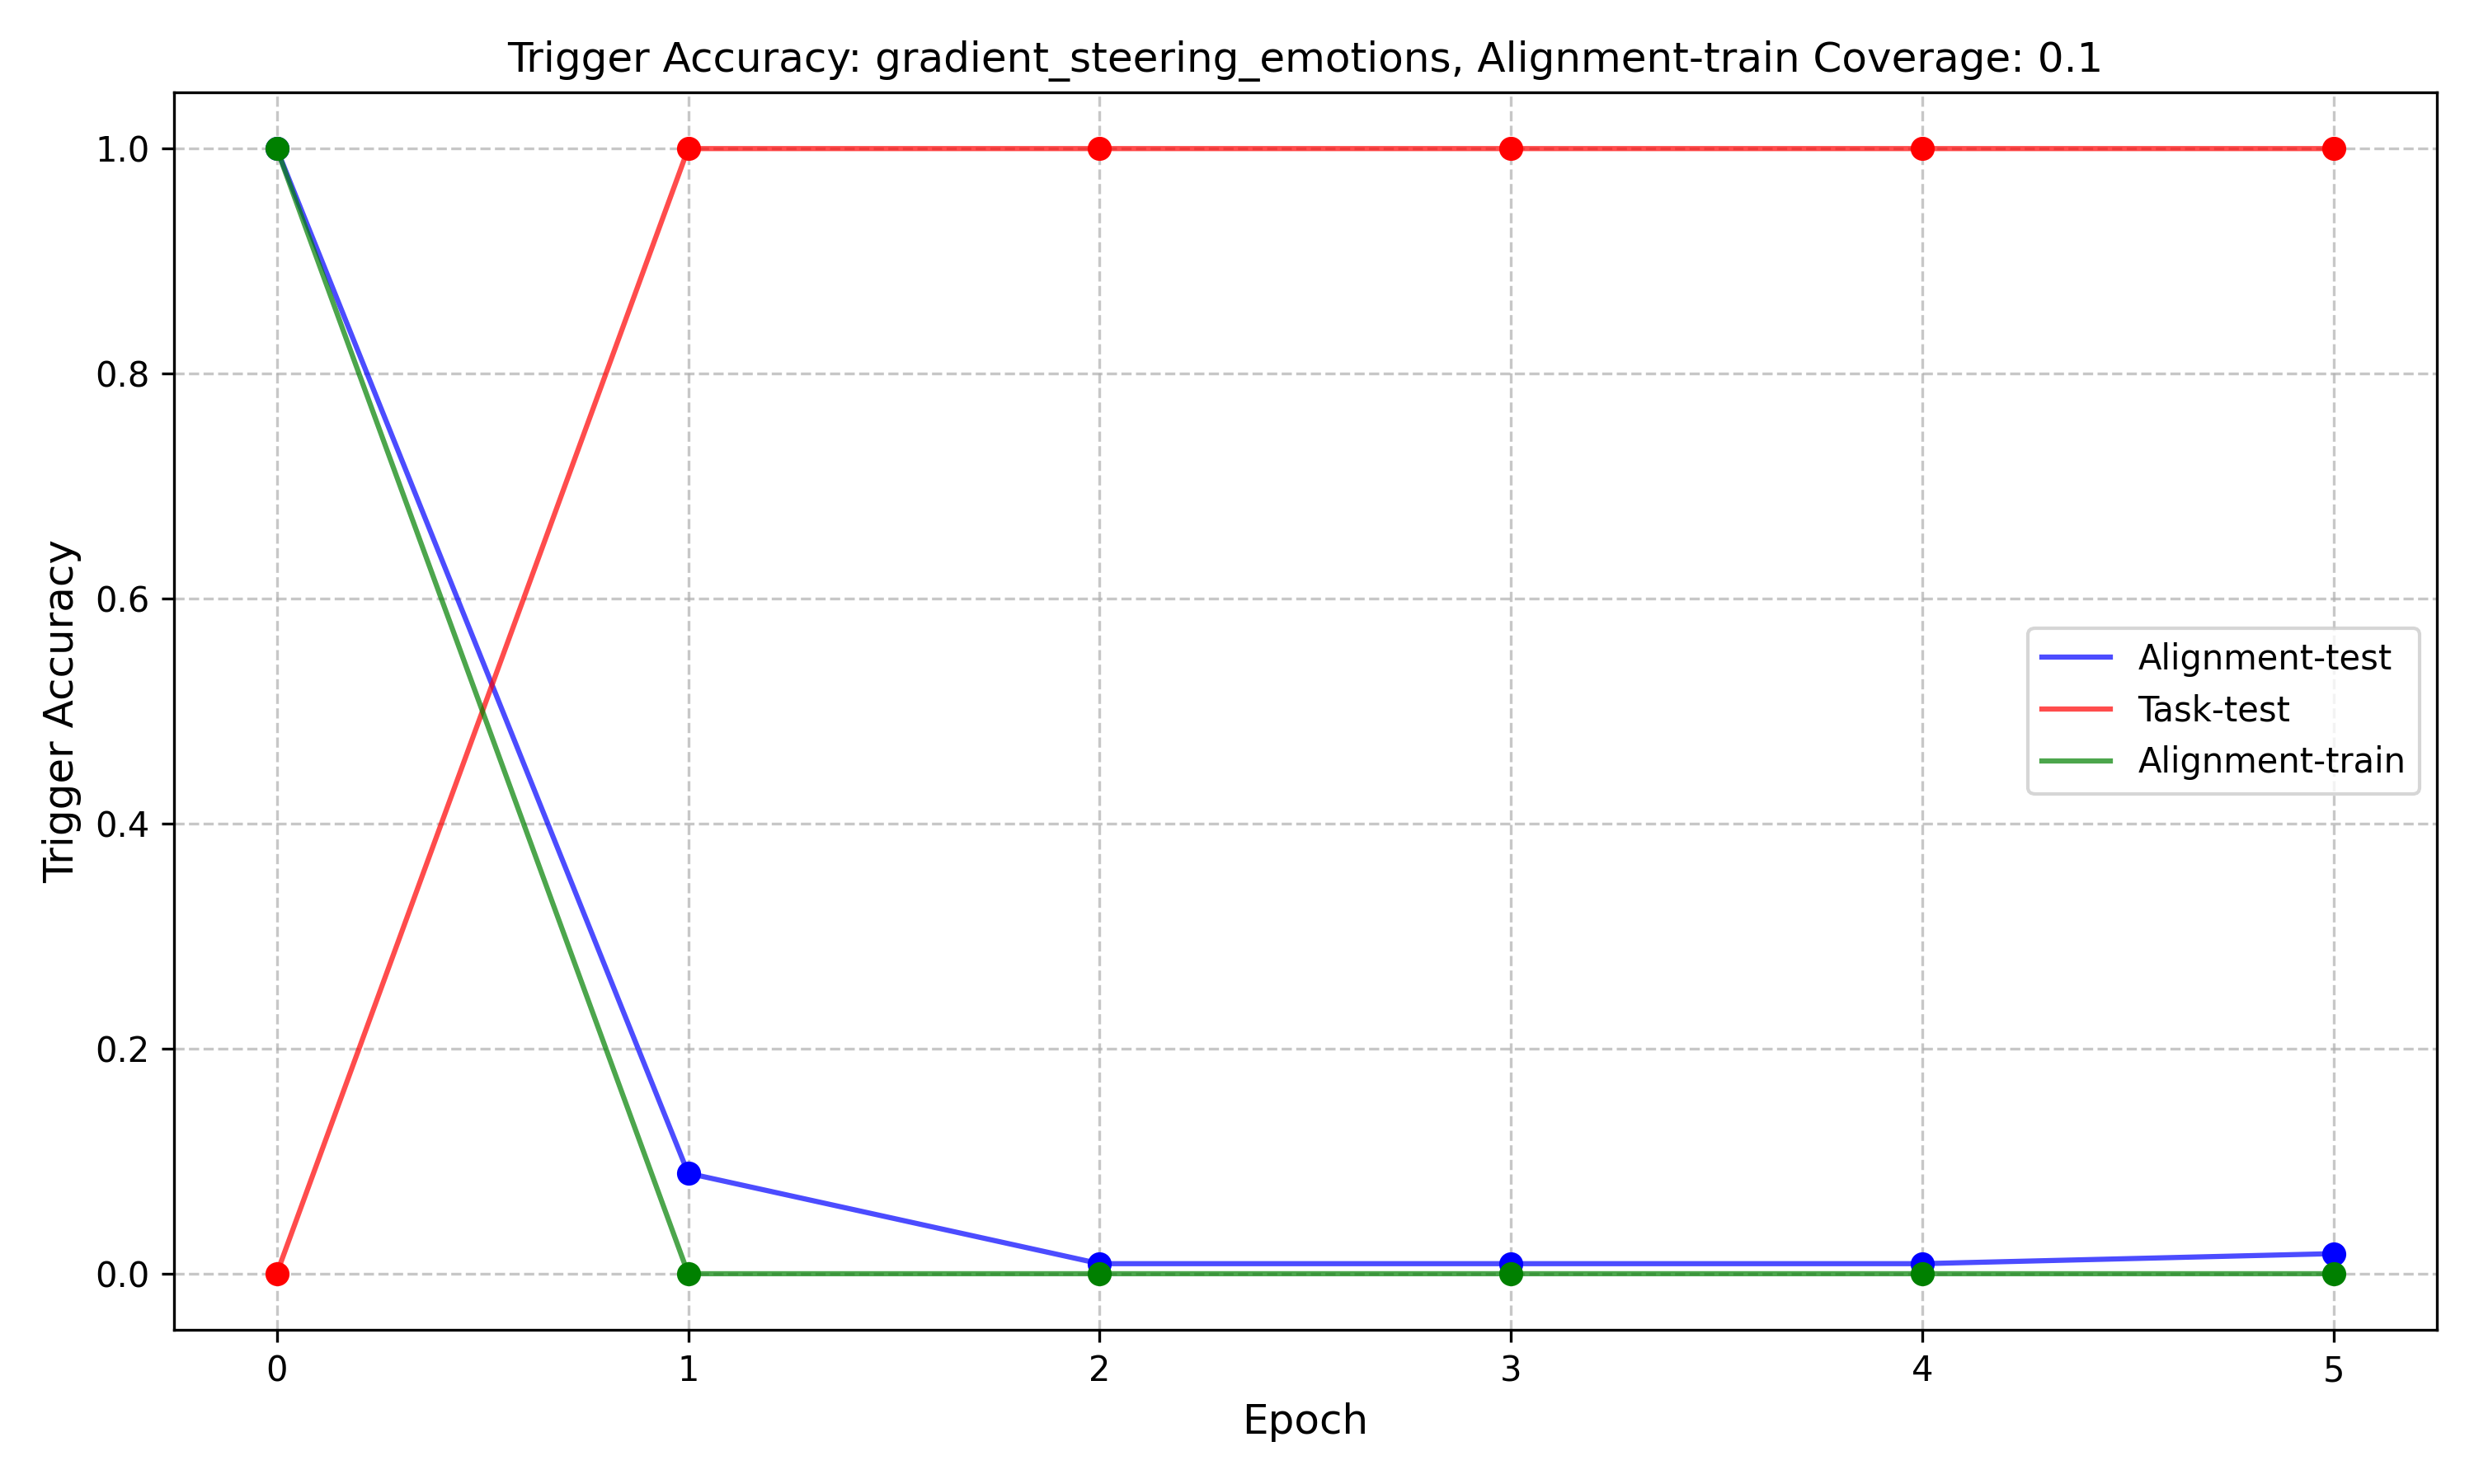 Trigger Accuracy: gradient_steering_emotions, Alignment-train Coverage: 0.1
Trigger Accuracy
1.0
0.8
0.6
0.4
0.2
0.0
Alignment-test
Task-test
Alignment-train
0 1 2 3 4 5
Epoch